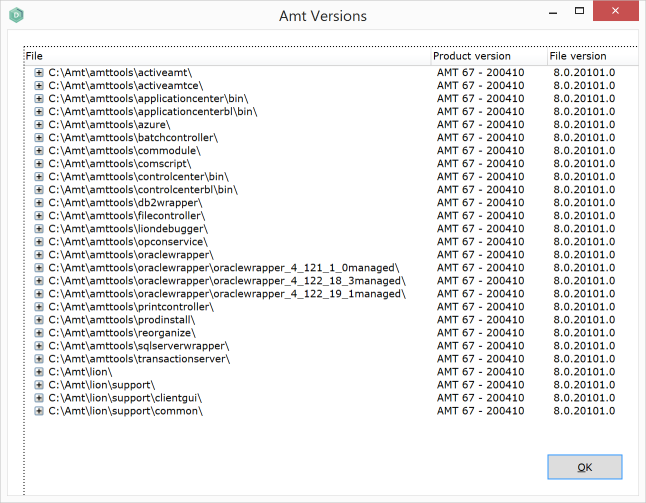 Amt Versions
File Product version File version
C:\Amt\amttools\activeamt\ AMT 67 - 200410 8.0.20101.0
C:\Amt\amttools\activeamtce\ AMT 67 - 200410 8.0.20101.0
C:\Amt\amttools\applicationcenter\bin\ AMT 67 - 200410 8.0.20101.0
C:\Amt\amttools\applicationcenterbl\bin\ AMT 67 - 200410 8.0.20101.0
C:\Amt\amttools\azure\ AMT 67 - 200410 8.0.20101.0
C:\Amt\amttools\batchcontroller\ AMT 67 - 200410 8.0.20101.0
C:\Amt\amttools\commodule\ AMT 67 - 200410 8.0.20101.0
C:\Amt\amttools\comscript\ AMT 67 - 200410 8.0.20101.0
C:\Amt\amttools\controlcenter\bin\ AMT 67 - 200410 8.0.20101.0
C:\Amt\amttools\controlcenterbl\bin\ AMT 67 - 200410 8.0.20101.0
C:\Amt\amttools\db2wrapper\ AMT 67 - 200410 8.0.20101.0
C:\Amt\amttools\filecontroller\ AMT 67 - 200410 8.0.20101.0
C:\Amt\amttools\liondebugger\ AMT 67 - 200410 8.0.20101.0
C:\Amt\amttools\opconservice\ AMT 67 - 200410 8.0.20101.0
C:\Amt\amttools\oraclewrapper\ AMT 67 - 200410 8.0.20101.0
C:\Amt\amttools\oraclewrapper\oraclewrapper_4_121_1_0managed\ AMT 67 - 200410 8.0.20101.0
C:\Amt\amttools\oraclewrapper\oraclewrapper_4_122_18_3managed\ AMT 67 - 200410 8.0.20101.0
C:\Amt\amttools\oraclewrapper\oraclewrapper_4_122_19_1managed\ AMT 67 - 200410 8.0.20101.0
C:\Amt\amttools\printcontroller\ AMT 67 - 200410 8.0.20101.0
C:\Amt\amttools\prodinstall\ AMT 67 - 200410 8.0.20101.0
C:\Amt\amttools\reorganize\ AMT 67 - 200410 8.0.20101.0
C:\Amt\amttools\sqlserverwrapper\ AMT 67 - 200410 8.0.20101.0
C:\Amt\amttools\transactionserver\ AMT 67 - 200410 8.0.20101.0
C:\Amt\lion\ AMT 67 - 200410 8.0.20101.0
C:\Amt\lion\support\ AMT 67 - 200410 8.0.20101.0
C:\Amt\lion\support\clientgui\ AMT 67 - 200410 8.0.20101.0
C:\Amt\lion\support\common\ AMT 67 - 200410 8.0.20101.0
OK